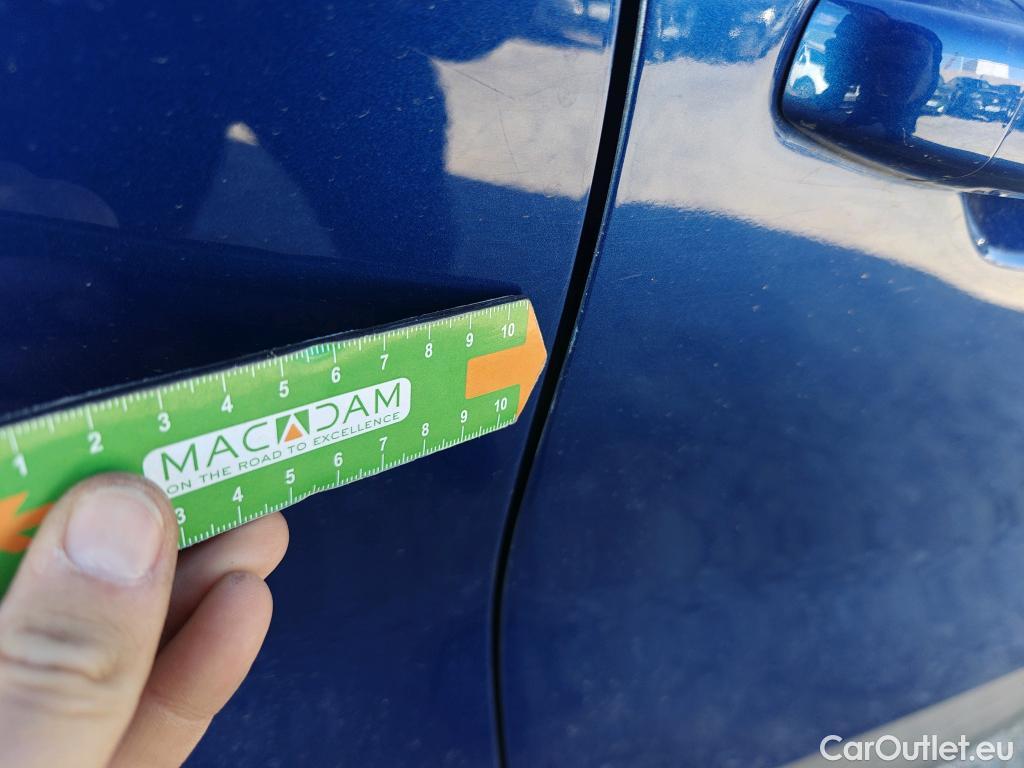 1 2 3 4 5 6 7 8 9 10
MACADAM
ON THE ROAD TO EXCELLENCE
3 4 5 6 7 8 9 10
CarOutlet.eu